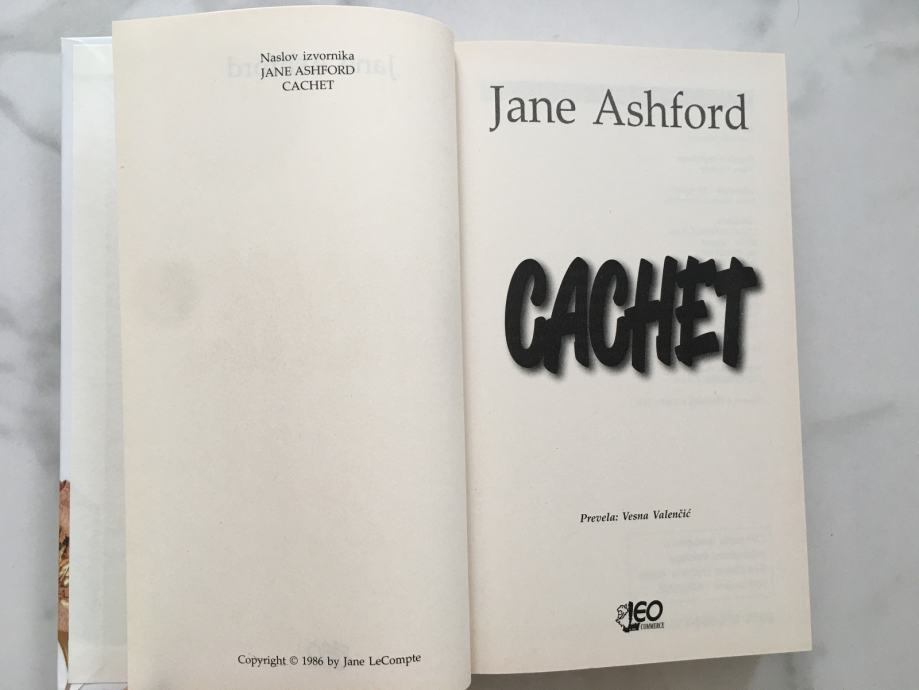 Naslov izvornika
JANE ASHFORD
CACHET
Copyright © 1986 by Jane LeCompte
Jane Ashford
CACHET
Prevela: Vesna Valenčić
LEO
COMMERCE